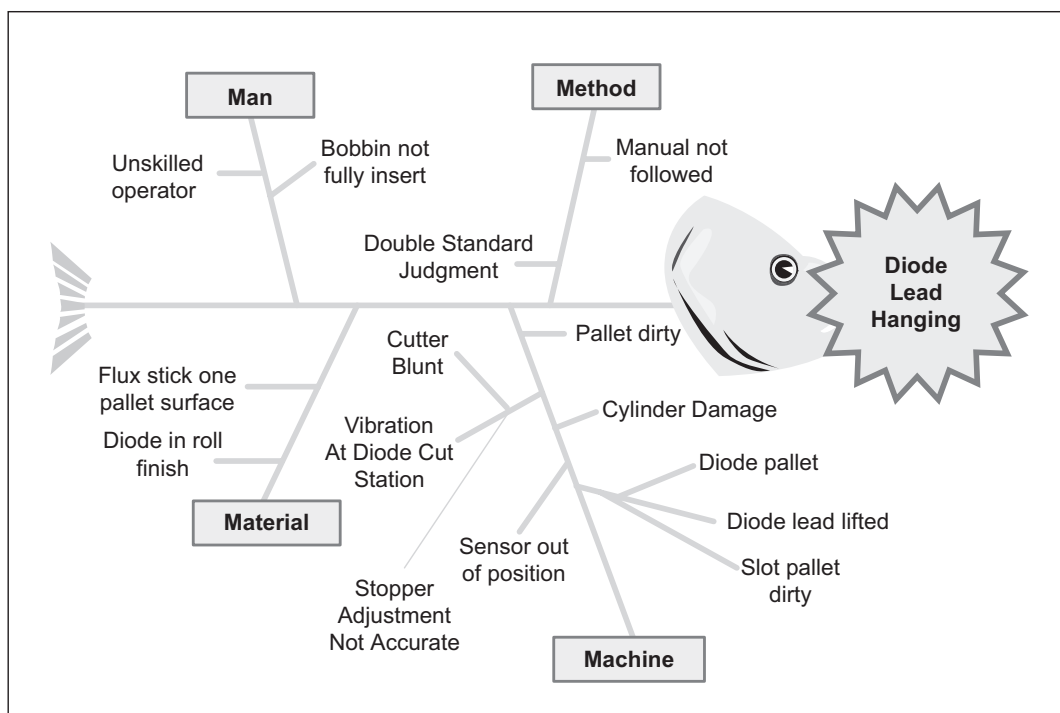 Man
Method
Unskilled
operator
Bobbin not
fully insert
Manual not
followed
Double Standard
Judgment
Diode
Lead
Hanging
Cutter
Blunt
Pallet dirty
Flux stick one
pallet surface
Vibration
At Diode Cut
Station
Cylinder Damage
Diode in roll
finish
Diode pallet
Material
Diode lead lifted
Sensor out
of position
Slot pallet
dirty
Stopper
Adjustment
Not Accurate
Machine